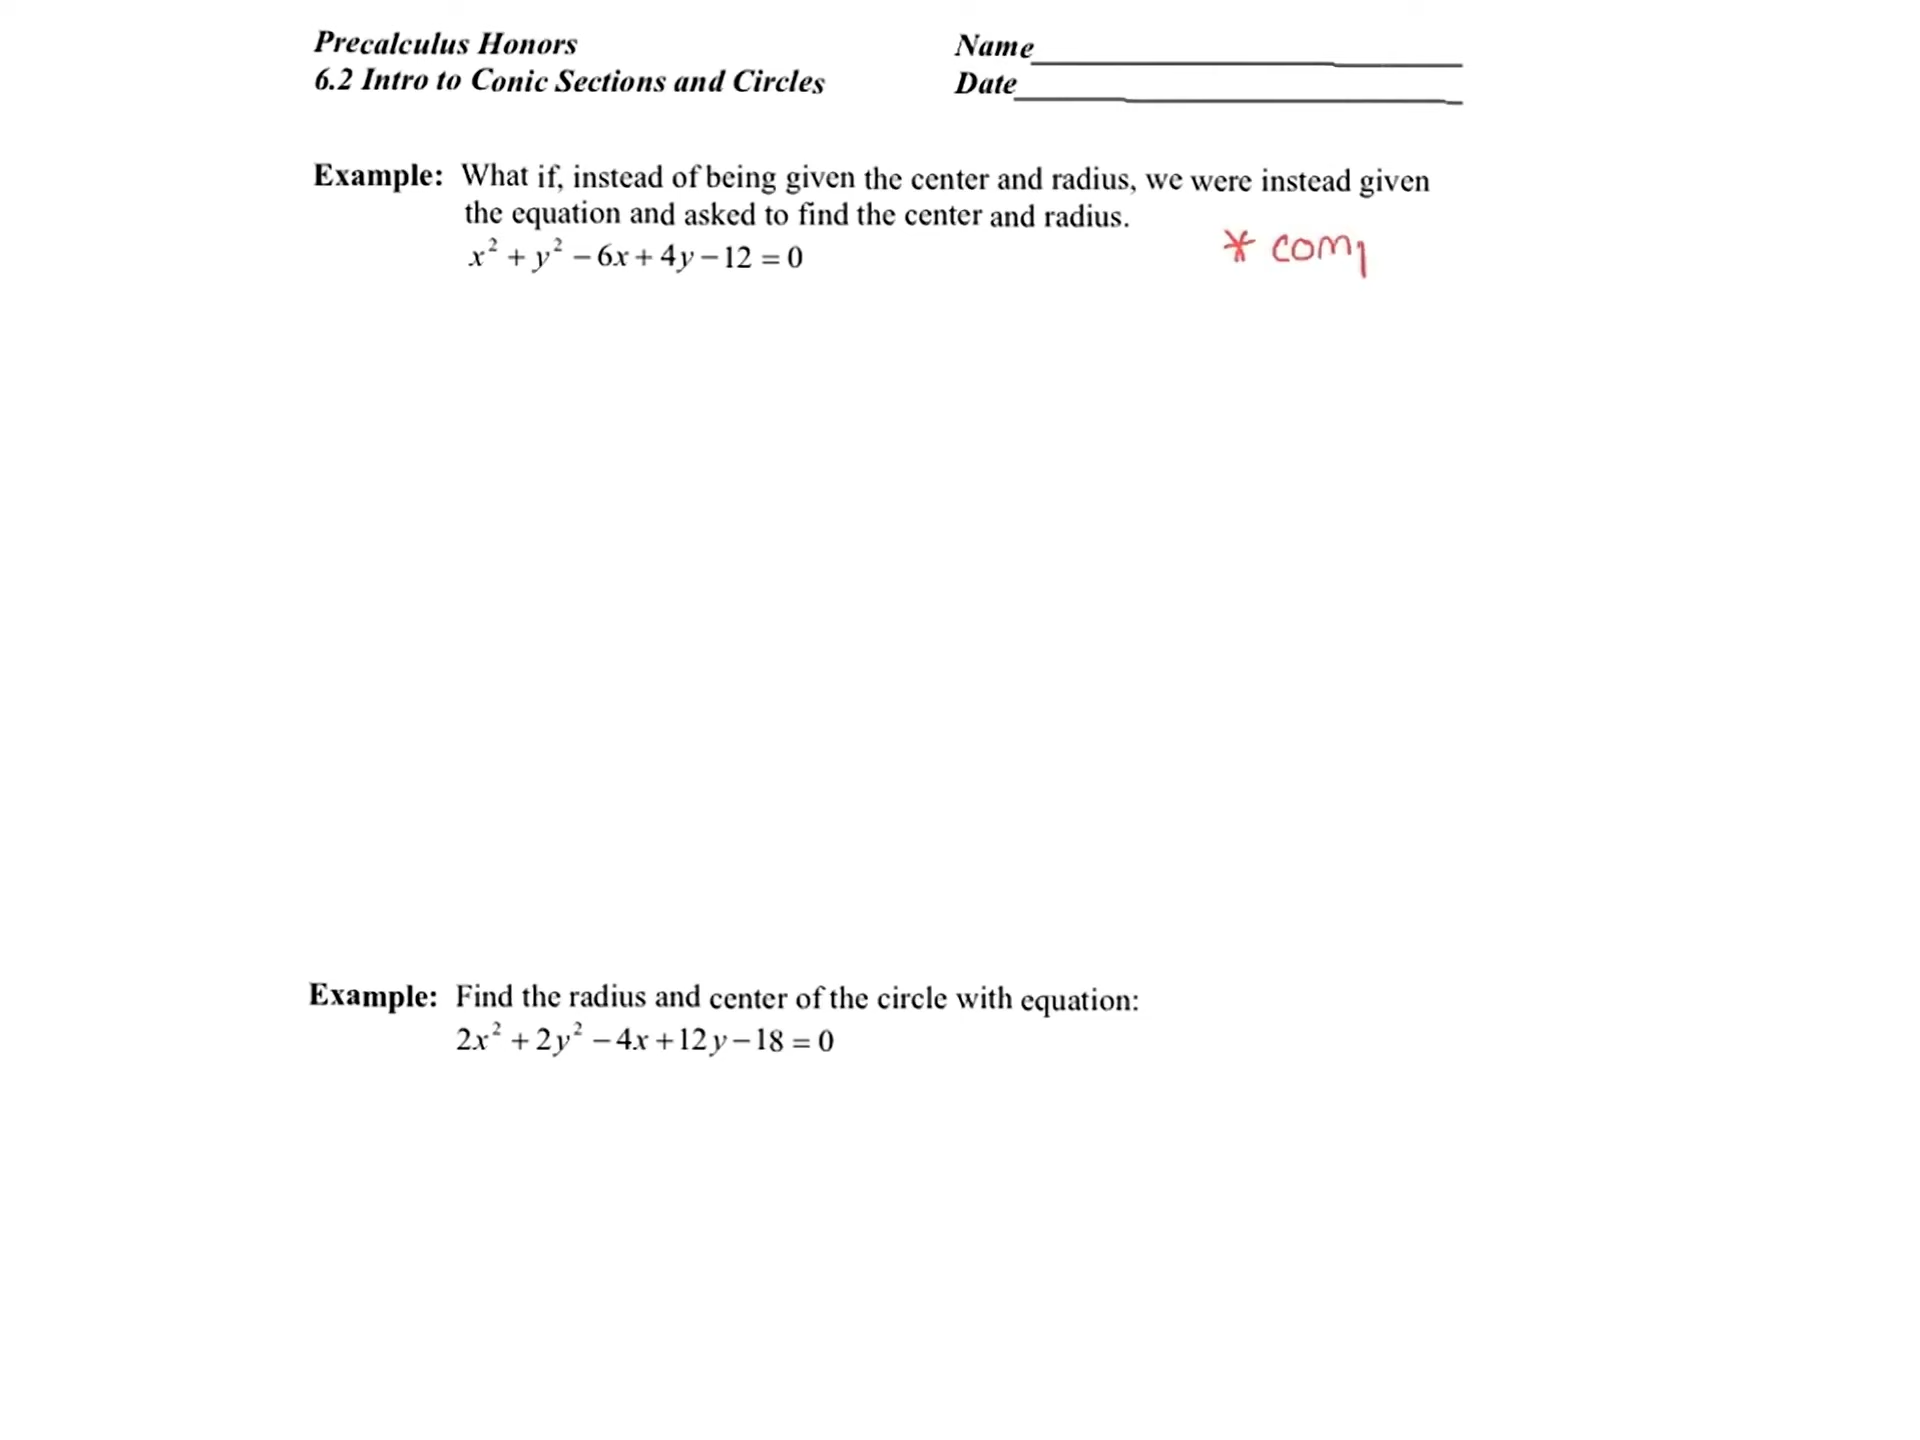 Precalculus Honors
Name
6.2 Intro to Conic Sections and Circles
Date
Example: What if, instead of being given the center and radius, we were instead given
the equation and asked to find the center and radius.
x² + y² − 6x + 4y − 12 = 0
* com
Example: Find the radius and center of the circle with equation:
2x² + 2y² − 4x + 12y − 18 = 0